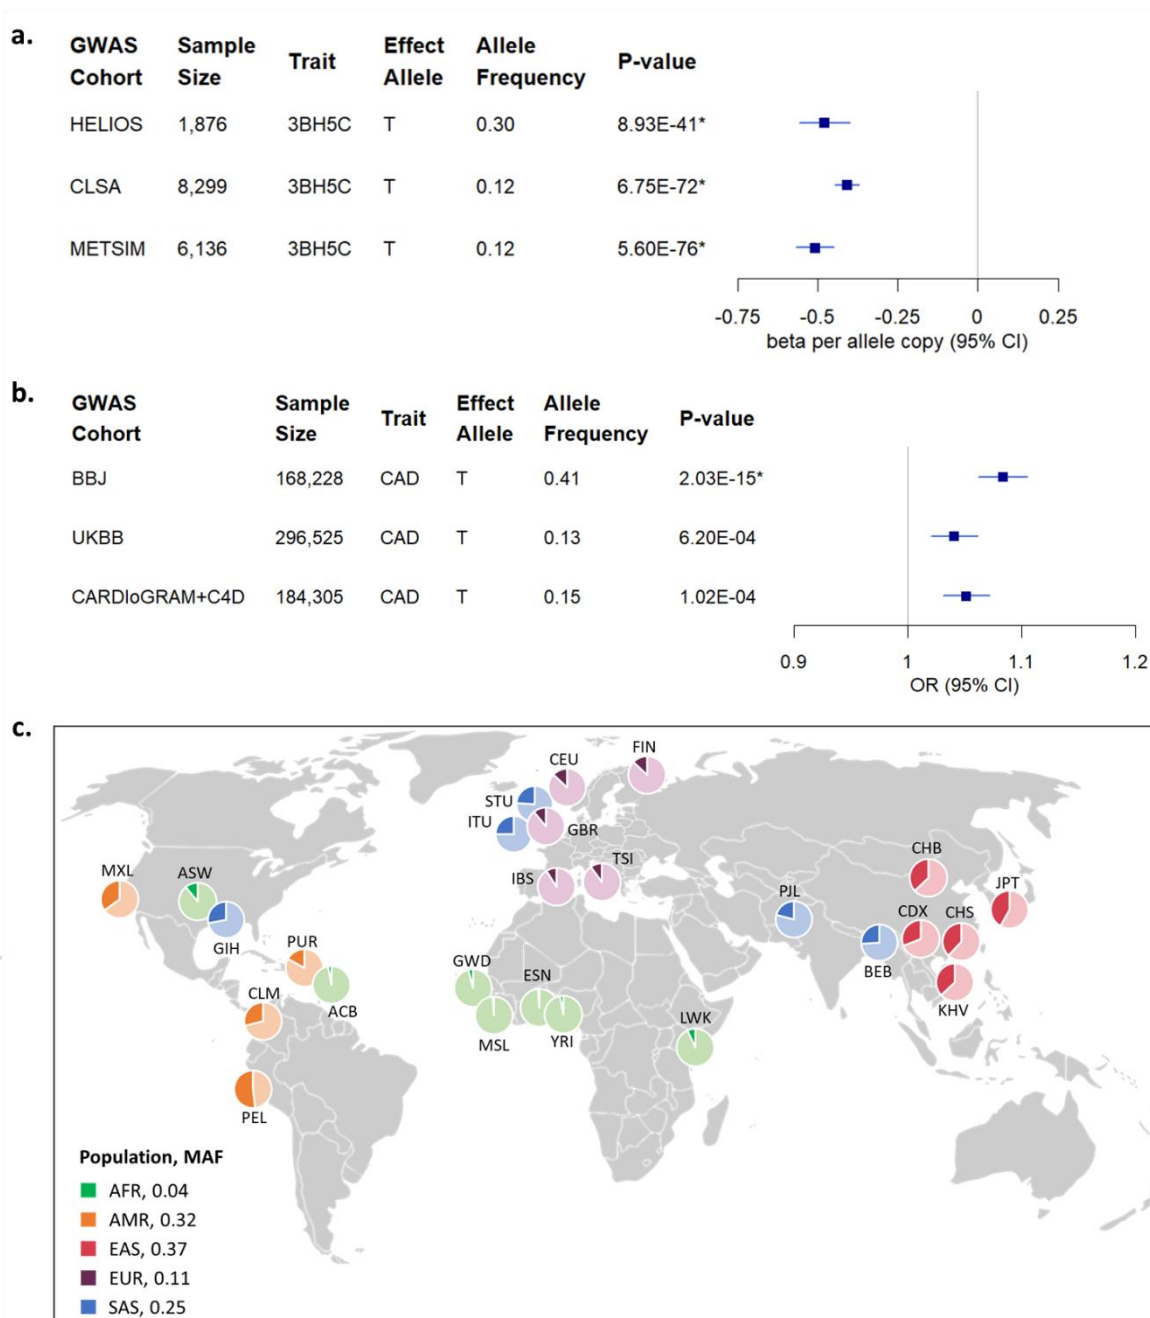 a.
GWAS Cohort Sample Size Trait Effect Allele Allele Frequency P-value
HELIOS 1,876 3BH5C T 0.30 8.93E-41*
CLSA 8,299 3BH5C T 0.12 6.75E-72*
METSIM 6,136 3BH5C T 0.12 5.60E-76*
-0.75 -0.5 -0.25 0 0.25
beta per allele copy (95% CI)
b.
GWAS Cohort Sample Size Trait Effect Allele Allele Frequency P-value
BBJ 168,228 CAD T 0.41 2.03E-15*
UKBB 296,525 CAD T 0.13 6.20E-04
CARDIoGRAM+C4D 184,305 CAD T 0.15 1.02E-04
0.9 1 1.1 1.2
OR (95% CI)
c.
FIN
CEU
STU
ITU
GBR
TSI
IBS
MXL
ASW
GIH
PUR
ACB
CLM
PEL
GWD
MSL
ESN
YRI
LWK
PJL
BEB
CHB
JPT
CDX
CHS
KHV
Population, MAF
AFR, 0.04
AMR, 0.32
EAS, 0.37
EUR, 0.11
SAS, 0.25